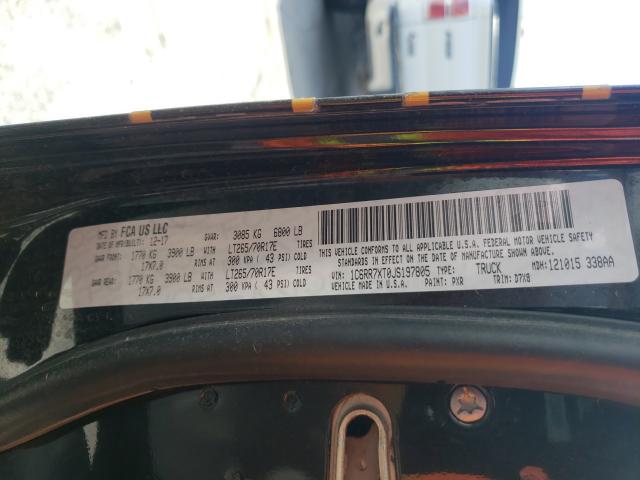 MFD BY FCA US LLC
DATE OF MFR/BUILT: 12-17 GVWR: 3085 KG 6800 LB
GAWR FRONT: 1770 KG 3900 LB WITH LT265/70R17E TIRES
17X7.0 RIMS AT 300 KPA ( 43 PSI) COLD
GAWR REAR: 1770 KG 3900 LB WITH LT265/70R17E TIRES
17X7.0 RIMS AT 300 KPA ( 43 PSI) COLD
THIS VEHICLE CONFORMS TO ALL APPLICABLE U.S.A. FEDERAL MOTOR VEHICLE SAFETY
STANDARDS IN EFFECT ON THE DATE OF MANUFACTURE SHOWN ABOVE.
VIN: 1C6RR7XT0JS197805 TYPE: TRUCK MDH: 121015 338AA
VEHICLE MADE IN U.S.A. PAINT: PXR TRIM: D7X8